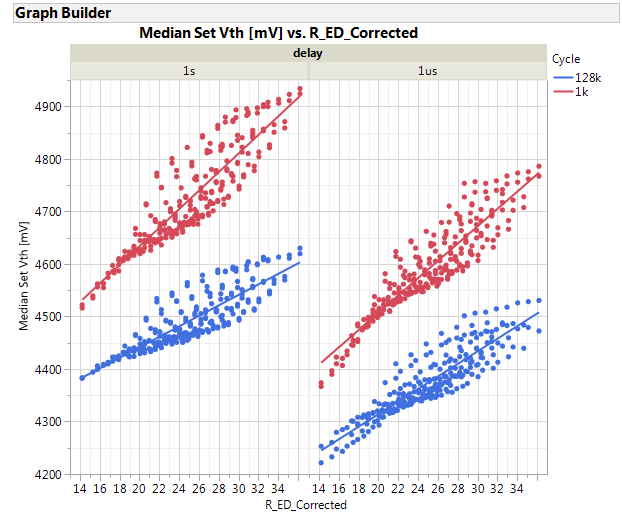 Graph Builder
Median Set Vth [mV] vs. R_ED_Corrected
delay
1s 1us
Cycle
128k
1k
Median Set Vth [mV]
4900
4800
4700
4600
4500
4400
4300
4200
14 16 18 20 22 24 26 28 30 32 34 14 16 18 20 22 24 26 28 30 32 34
R_ED_Corrected